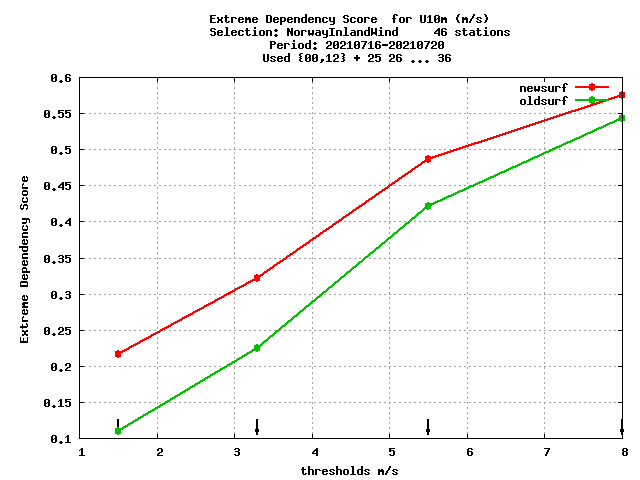 Extreme Dependency Score  for U10m (m/s)
Selection: NorwayInlandWind     46 stations
Period: 20210716-20210720
Used {00,12} + 25 26 ... 36
newsurf
oldsurf
Extreme Dependency Score
0.6
0.55
0.5
0.45
0.4
0.35
0.3
0.25
0.2
0.15
0.1
1 2 3 4 5 6 7 8
thresholds m/s